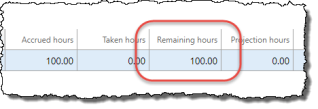 Accrued hours Taken hours Remaining hours Projection hours
100.00 0.00 100.00 0.00